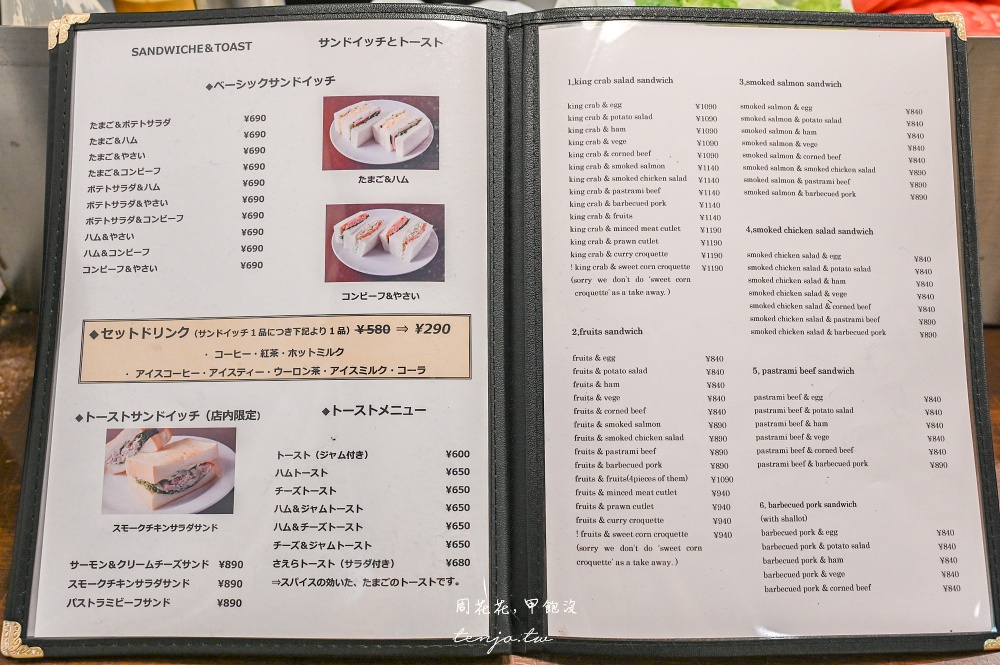 SANDWICHE&TOAST サンドイッチとトースト
◆ベーシックサンドイッチ
たまご&ポテトサラダ ¥690
たまご&ハム ¥690
たまご&やさい ¥690
たまご&コンビーフ ¥690
ポテトサラダ&ハム ¥690
ポテトサラダ&やさい ¥690
ポテトサラダ&コンビーフ ¥690
ハム&やさい ¥690
ハム&コンビーフ ¥690
コンビーフ&やさい ¥690
たまご&ハム
コンビーフ&やさい
◆セットドリンク (サンドイッチ1品につき下記より1品) ¥580 ⇒ ¥290
・ コーヒー・紅茶・ホットミルク
・ アイスコーヒー・アイスティー・ウーロン茶・アイスミルク・コーラ
◆トーストサンドイッチ(店内限定)
スモークチキンサラダサンド
サーモン&クリームチーズサンド ¥890
スモークチキンサラダサンド ¥890
パストラミビーフサンド ¥890
◆トーストメニュー
トースト(ジャム付き) ¥600
ハムトースト ¥650
チーズトースト ¥650
ハム&ジャムトースト ¥650
ハム&チーズトースト ¥650
チーズ&ジャムトースト ¥650
さえらトースト(サラダ付き) ¥680
⇒スパイスの効いた、たまごのトーストです。
1,king crab salad sandwich
king crab & egg ¥1090
king crab & potato salad ¥1090
king crab & ham ¥1090
king crab & vege ¥1090
king crab & corned beef ¥1090
king crab & smoked salmon ¥1140
king crab & smoked chicken salad ¥1140
king crab & pastrami beef ¥1140
king crab & barbecued pork ¥1140
king crab & fruits ¥1140
king crab & minced meat cutlet ¥1190
king crab & prawn cutlet ¥1190
king crab & curry croquette ¥1190
! king crab & sweet corn croquette ¥1190
(sorry we don't do 'sweet corn
croquette' as a take away. )
2,fruits sandwich
fruits & egg ¥840
fruits & potato salad ¥840
fruits & ham ¥840
fruits & vege ¥840
fruits & corned beef ¥840
fruits & smoked salmon ¥890
fruits & smoked chicken salad ¥890
fruits & pastrami beef ¥890
fruits & barbecued pork ¥890
fruits & fruits(4pieces of them) ¥1090
fruits & minced meat cutlet ¥940
fruits & prawn cutlet ¥940
fruits & curry croquette ¥940
! fruits & sweet corn croquette ¥940
(sorry we don't do 'sweet corn
croquette' as a take away. )
3,smoked salmon sandwich
smoked salmon & egg ¥840
smoked salmon & potato salad ¥840
smoked salmon & ham ¥840
smoked salmon & vege ¥840
smoked salmon & corned beef ¥840
smoked salmon & smoked chicken salad ¥890
smoked salmon & pastrami beef ¥890
smoked salmon & barbecued pork ¥890
4,smoked chicken salad sandwich
smoked chicken salad & egg ¥840
smoked chicken salad & potato salad ¥840
smoked chicken salad & ham ¥840
smoked chicken salad & vege ¥840
smoked chicken salad & corned beef ¥840
smoked chicken salad & pastrami beef ¥890
smoked chicken salad & barbecued pork ¥890
5, pastrami beef sandwich
pastrami beef & egg ¥840
pastrami beef & potato salad ¥840
pastrami beef & ham ¥840
pastrami beef & vege ¥840
pastrami beef & corned beef ¥840
pastrami beef & barbecued pork ¥890
6, barbecued pork sandwich
(with shallot)
barbecued pork & egg ¥840
barbecued pork & potato salad ¥840
barbecued pork & ham ¥840
barbecued pork & vege ¥840
barbecued pork & corned beef ¥840
周花花,甲飽沒
tenjo.tw